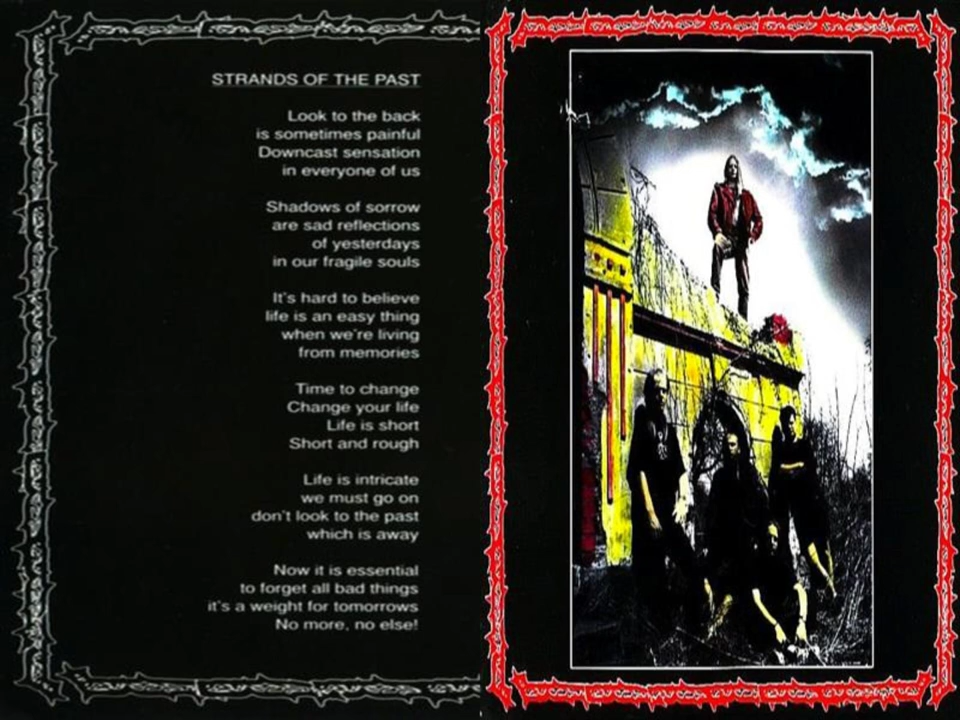 STRANDS OF THE PAST
Look to the back
is sometimes painful
Downcast sensation
in everyone of us
Shadows of sorrow
are sad reflections
of yesterdays
in our fragile souls
It's hard to believe
life is an easy thing
when we're living
from memories
Time to change
Change your life
Life is short
Short and rough
Life is intricate
we must go on
don't look to the past
which is away
Now it is essential
to forget all bad things
it's a weight for tomorrows
No more, no else!